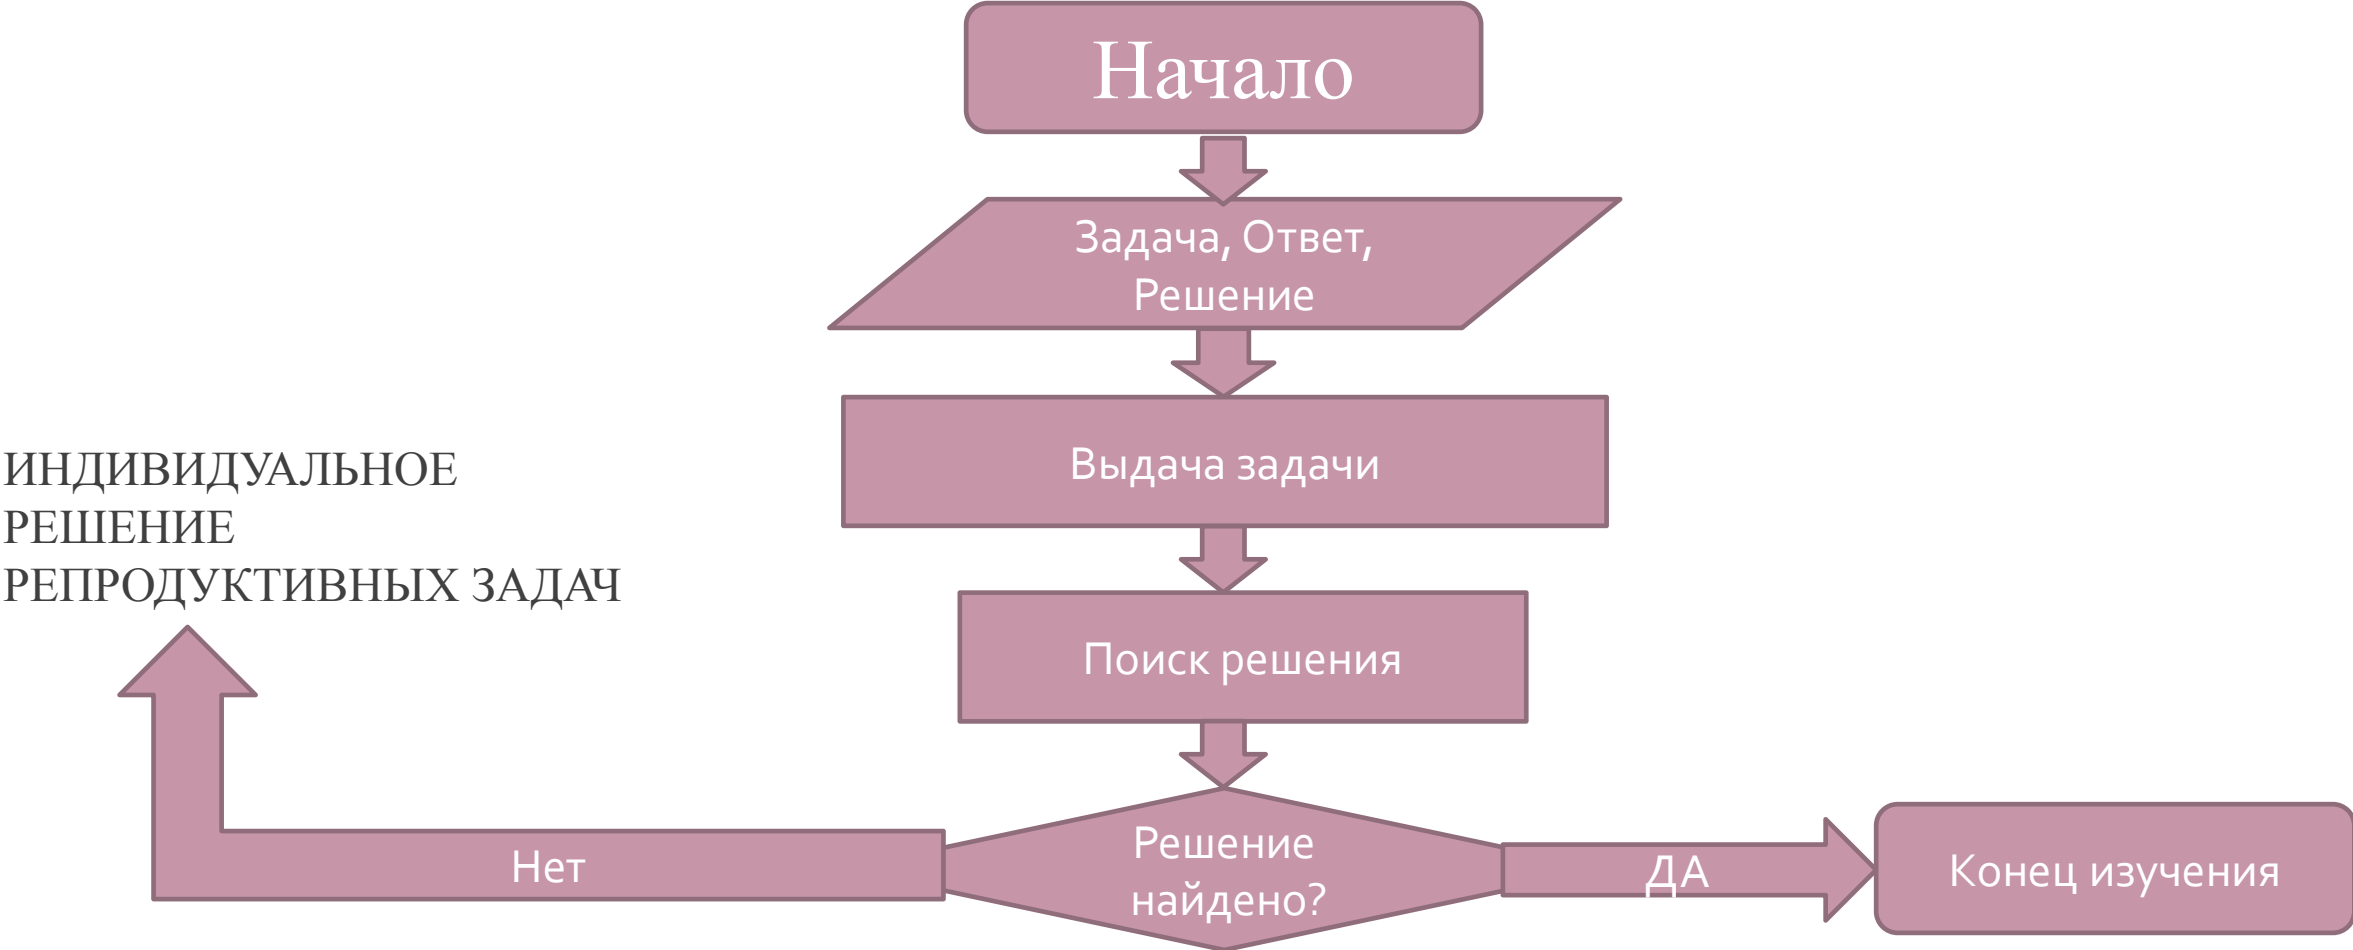 Начало
Задача, Ответ,
Решение
Выдача задачи
ИНДИВИДУАЛЬНОЕ
РЕШЕНИЕ
РЕПРОДУКТИВНЫХ ЗАДАЧ
Поиск решения
Решение
найдено?
Нет
ДА
Конец изучения